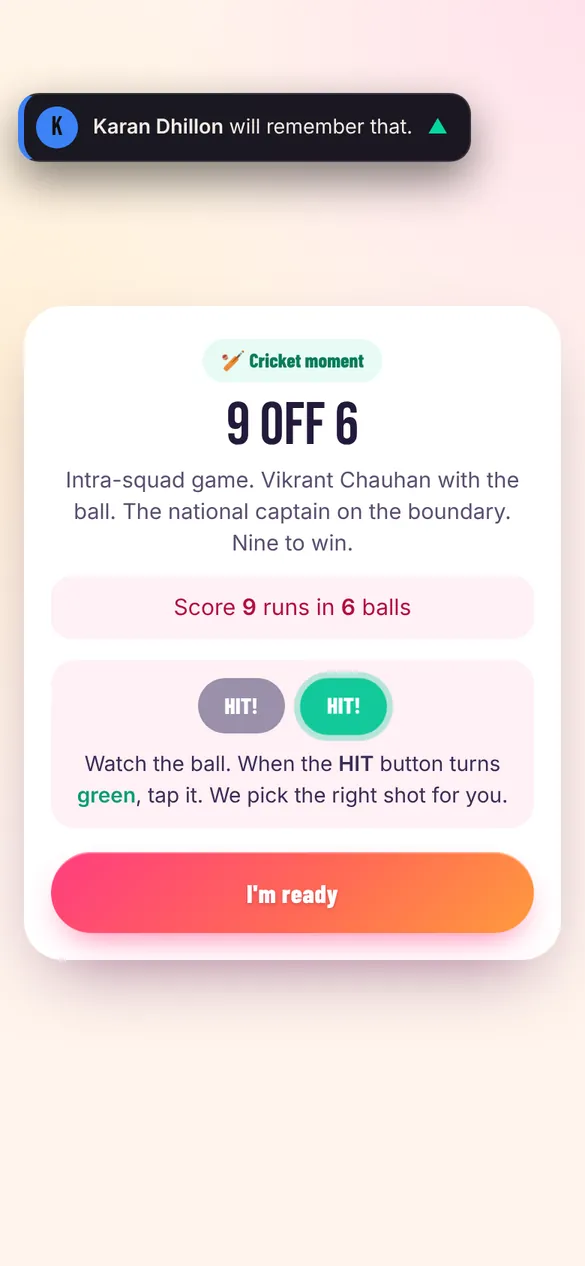 K
Karan Dhillon will remember that.
Cricket moment
9 OFF 6
Intra-squad game. Vikrant Chauhan with the
ball. The national captain on the boundary.
Nine to win.
Score 9 runs in 6 balls
HIT! HIT!
Watch the ball. When the HIT button turns
green, tap it. We pick the right shot for you.
I'm ready